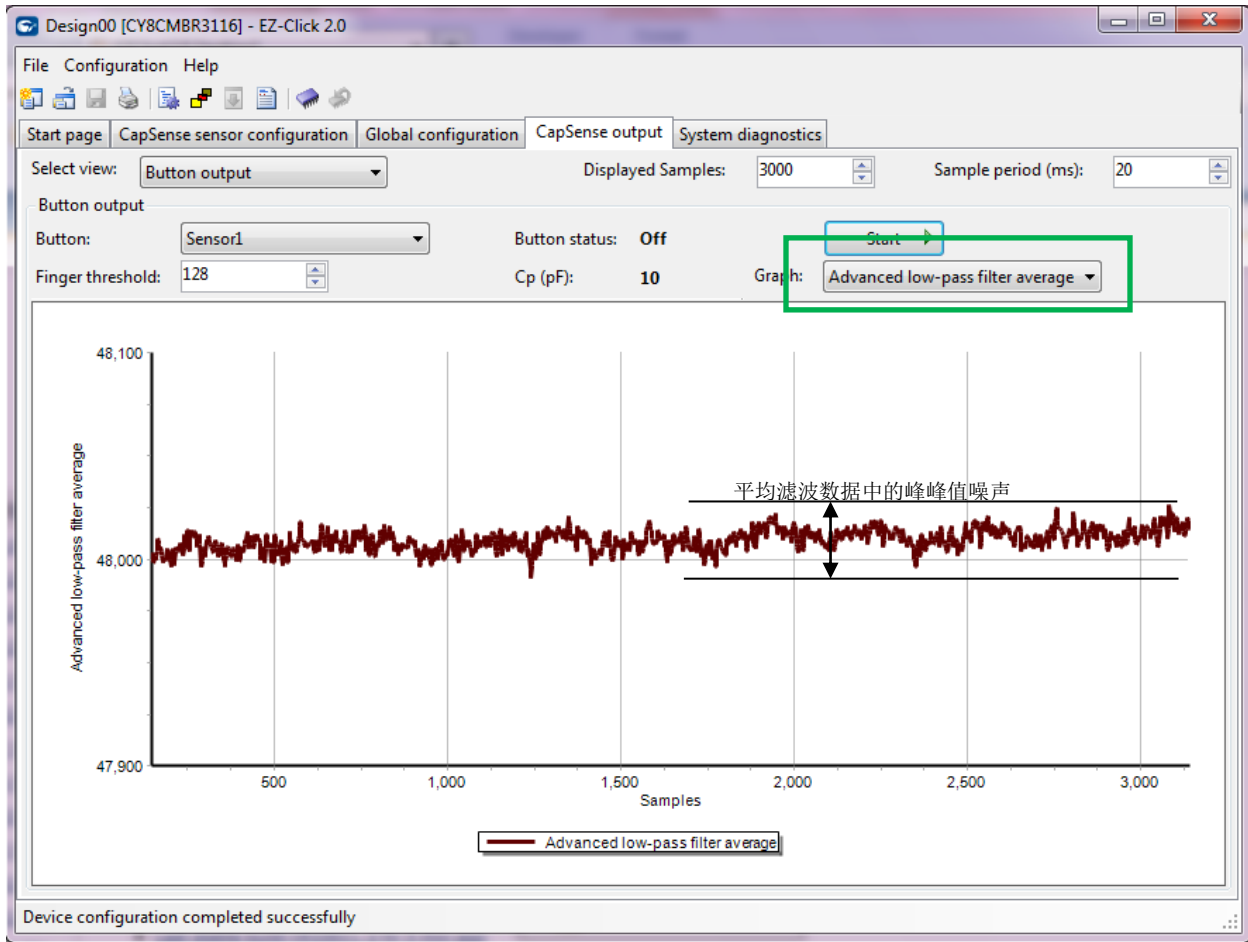 Design00 [CY8CMBR3116] - EZ-Click 2.0
File Configuration Help
Start page CapSense sensor configuration Global configuration CapSense output System diagnostics
Select view: Button output Displayed Samples: 3000 Sample period (ms): 20
Button output
Button: Sensor1 Button status: Off Start
Finger threshold: 128 Cp (pF): 10 Graph: Advanced low-pass filter average
48,100
平均滤波数据中的峰峰值噪声
Advanced low-pass filter average
48,000
47,900
500 1,000 1,500 2,000 2,500 3,000
Samples
Advanced low-pass filter average
Device configuration completed successfully